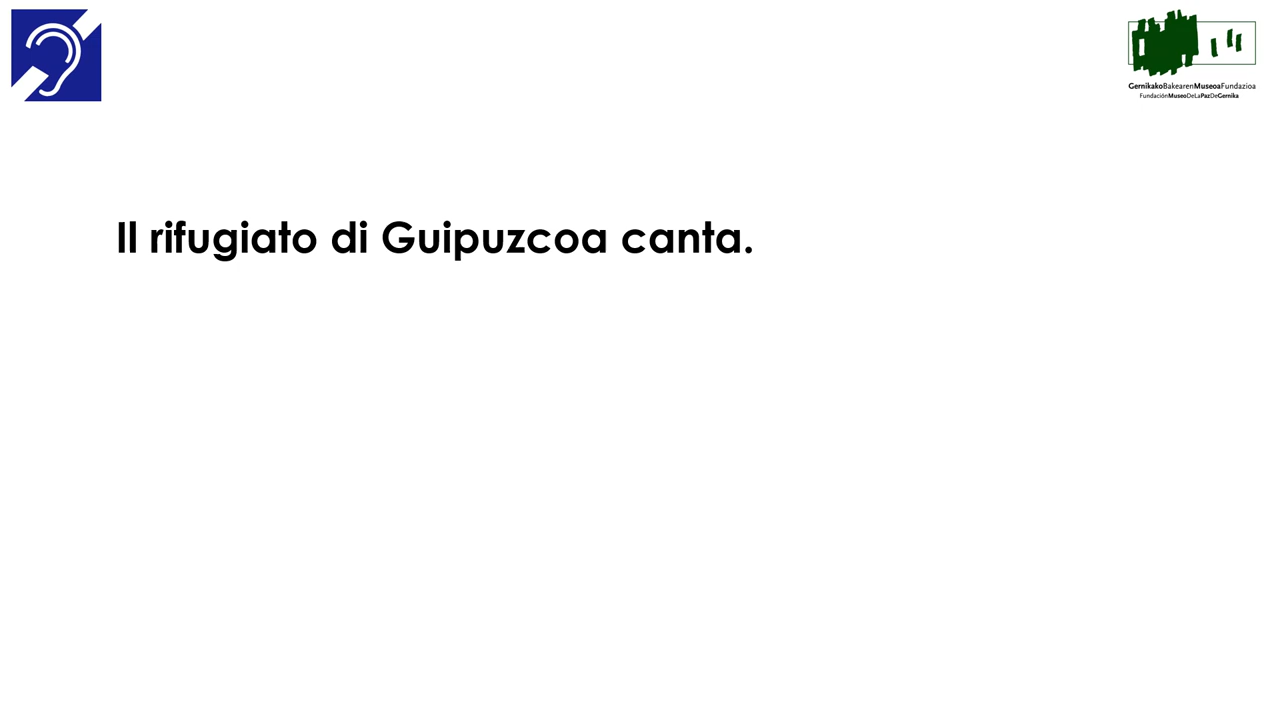 GernikakoBakearenMuseoaFundazioa
FundaciónMuseoDeLaPazDeGernika
Il rifugiato di Guipuzcoa canta.